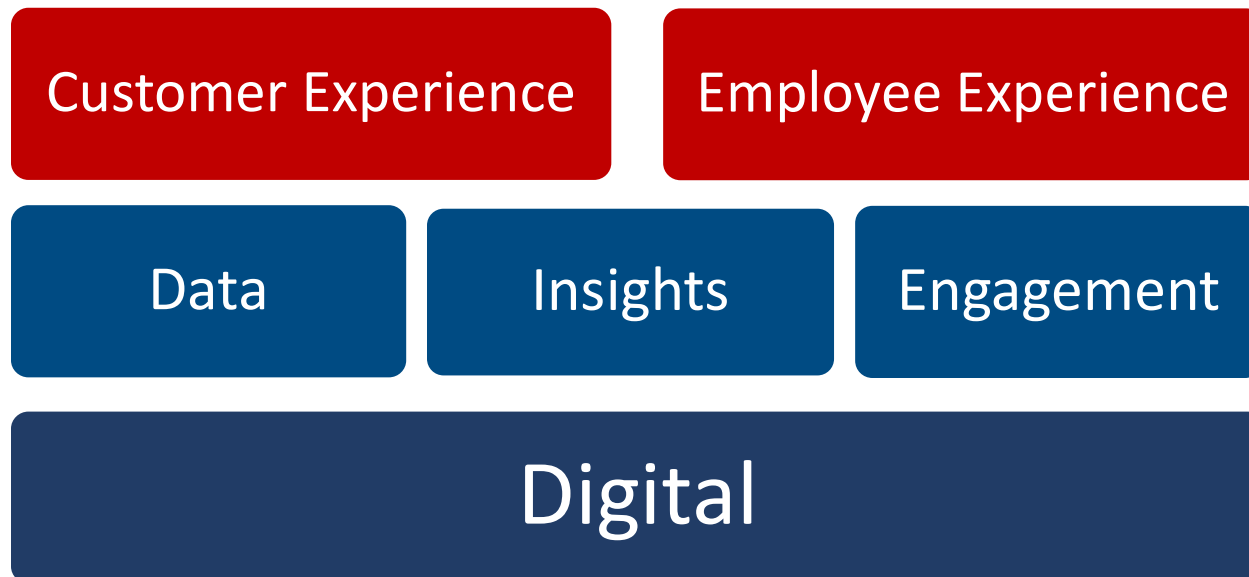 Customer Experience
Employee Experience
Data
Insights
Engagement
Digital